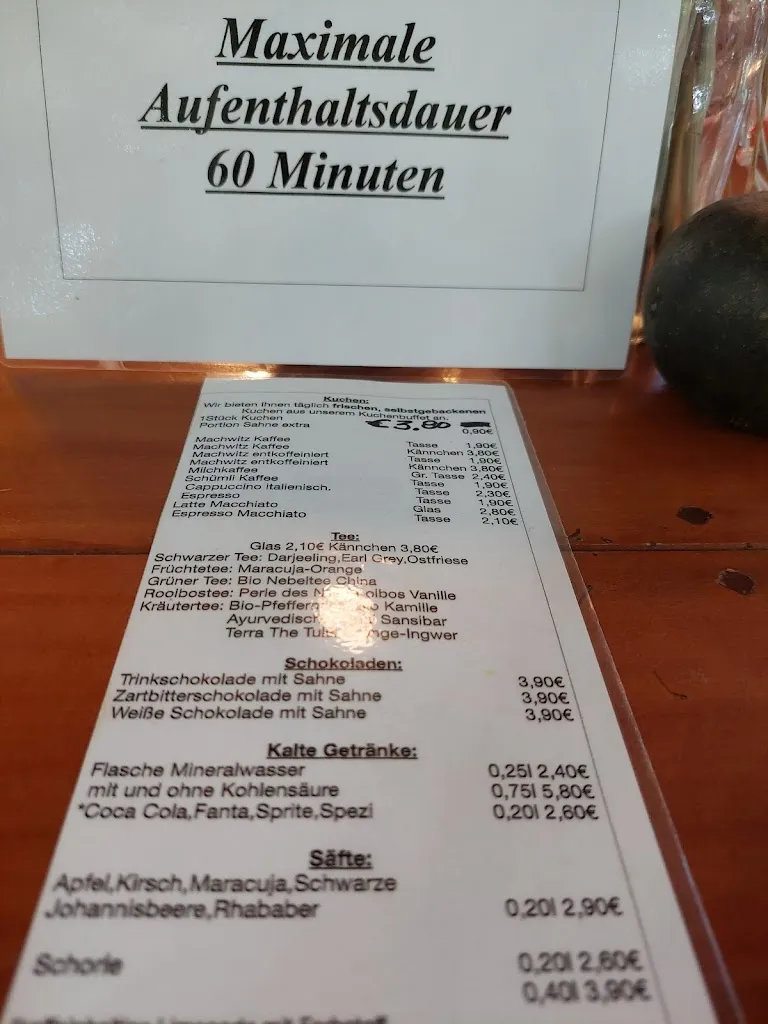 Maximale
Aufenthaltsdauer
60 Minuten
Kuchen:
Wir bieten Ihnen täglich frischen, selbstgebackenen
Kuchen aus unserem Kuchenbuffet an.
1Stück Kuchen €3,80
Portion Sahne extra 0,90€
Machwitz Kaffee Tasse 1,90€
Machwitz Kaffee Kännchen 3,80€
Machwitz entkoffeiniert Tasse 1,90€
Machwitz entkoffeiniert Kännchen 3,80€
Milchkaffee Gr. Tasse 2,40€
Schümli Kaffee Tasse 1,90€
Cappuccino Italienisch. Tasse 2,30€
Espresso Tasse 1,90€
Latte Macchiato Glas 2,80€
Espresso Macchiato Tasse 2,10€
Tee:
Glas 2,10€ Kännchen 3,80€
Schwarzer Tee: Darjeeling,Earl Grey,Ostfriese
Früchtetee: Maracuja-Orange
Grüner Tee: Bio Nebeltee China
Rooibostee: Perle des Vanille
Kräutertee: Kamille
Sansibar
Terra The
Schokoladen:
Trinkschokolade mit Sahne 3,90€
Zartbitterschokolade mit Sahne 3,90€
Weiße Schokolade mit Sahne 3,90€
Kalte Getränke:
Flasche Mineralwasser 0,25l 2,40€
mit und ohne Kohlensäure 0,75l 5,80€
*Coca Cola,Fanta,Sprite,Spezi 0,20l 2,60€
Säfte:
Apfel,Kirsch,Maracuja,Schwarze
Johannisbeere,Rhababer 0,20l 2,90€
Schorle 0,20l 2,60€
0,40l 3,90€